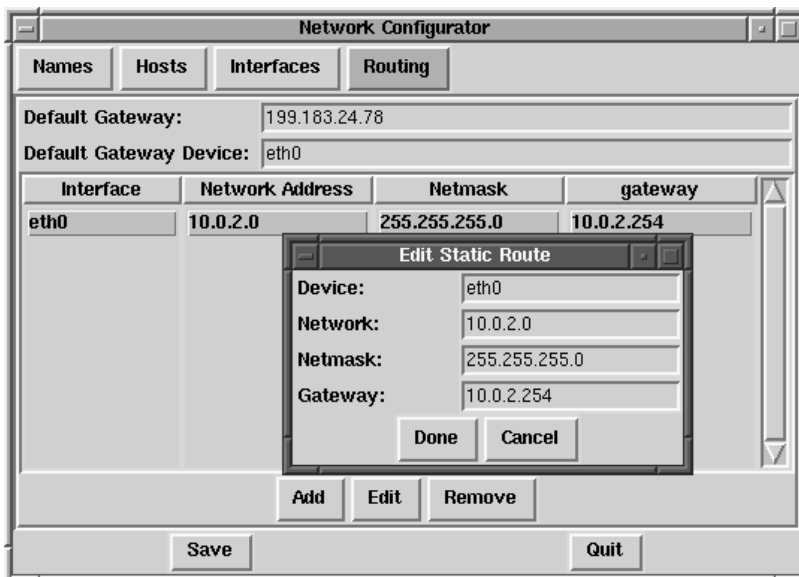 Network Configurator
Names Hosts Interfaces Routing
Default Gateway: 199.183.24.78
Default Gateway Device: eth0
Interface Network Address Netmask gateway
eth0 10.0.2.0 255.255.255.0 10.0.2.254
Edit Static Route
Device: eth0
Network: 10.0.2.0
Netmask: 255.255.255.0
Gateway: 10.0.2.254
Done Cancel
Add Edit Remove
Save Quit